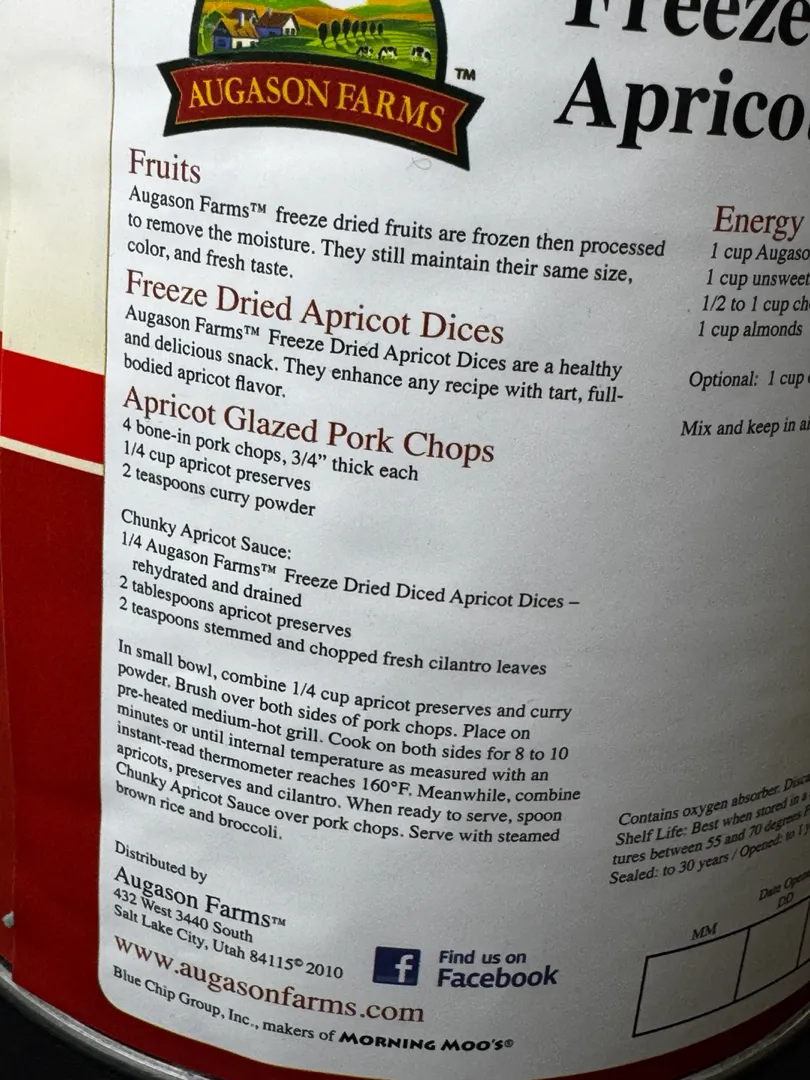 AUGASON FARMS™
Freeze
Aprico
Fruits
Augason Farms™ freeze dried fruits are frozen then processed
to remove the moisture. They still maintain their same size,
color, and fresh taste.
Freeze Dried Apricot Dices
Augason Farms™ Freeze Dried Apricot Dices are a healthy
and delicious snack. They enhance any recipe with tart, full-
bodied apricot flavor.
Apricot Glazed Pork Chops
4 bone-in pork chops, 3/4” thick each
1/4 cup apricot preserves
2 teaspoons curry powder
Chunky Apricot Sauce:
1/4 Augason Farms™ Freeze Dried Diced Apricot Dices –
rehydrated and drained
2 tablespoons apricot preserves
2 teaspoons stemmed and chopped fresh cilantro leaves
In small bowl, combine 1/4 cup apricot preserves and curry
powder. Brush over both sides of pork chops. Place on
pre-heated medium-hot grill. Cook on both sides for 8 to 10
minutes or until internal temperature as measured with an
instant-read thermometer reaches 160°F. Meanwhile, combine
apricots, preserves and cilantro. When ready to serve, spoon
Chunky Apricot Sauce over pork chops. Serve with steamed
brown rice and broccoli.
Distributed by
Augason Farms™
432 West 3440 South
Salt Lake City, Utah 84115© 2010
www.augasonfarms.com
Blue Chip Group, Inc., makers of MORNING MOO'S®
Find us on
Facebook
Energy
1 cup Augaso
1 cup unsweet
1/2 to 1 cup ch
1 cup almonds
Optional: 1 cup
Mix and keep in ai
Contains oxygen absorber. Disca
Shelf Life: Best when stored in a
tures between 55 and 70 degrees F
Sealed: to 30 years / Opened: to 1
Date Opene
MM DD